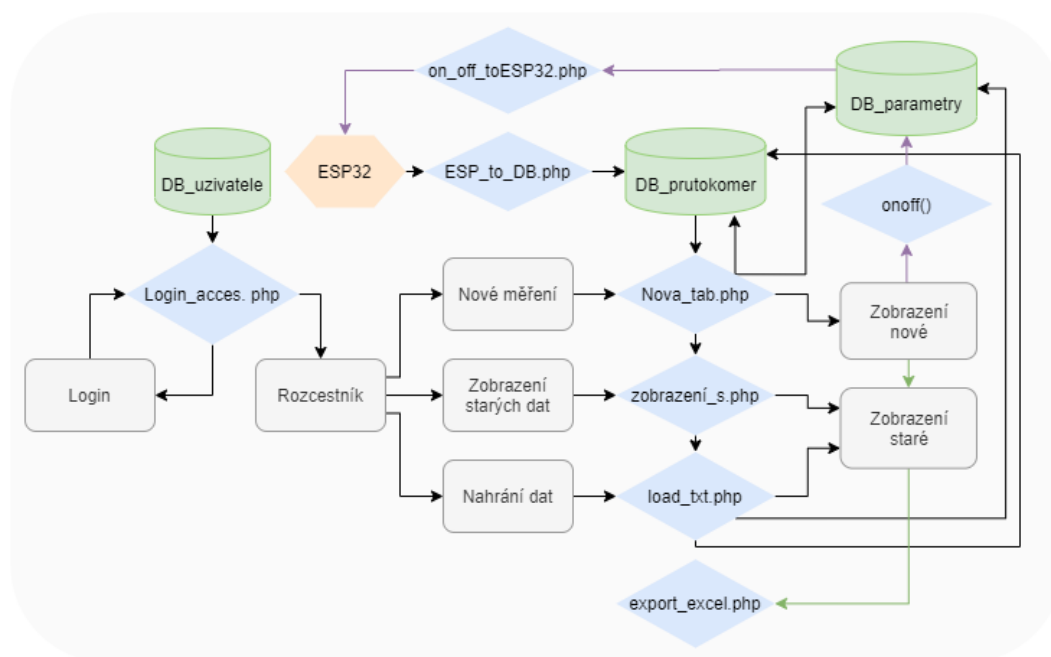 on_off_toESP32.php
DB_parametry
DB_uzivatele
ESP32
ESP_to_DB.php
DB_prutokomer
onoff()
Login_acces. php
Nové měření
Nova_tab.php
Zobrazení
nové
Login
Rozcestník
Zobrazení
starých dat
zobrazení_s.php
Zobrazení
staré
Nahrání dat
load_txt.php
export_excel.php